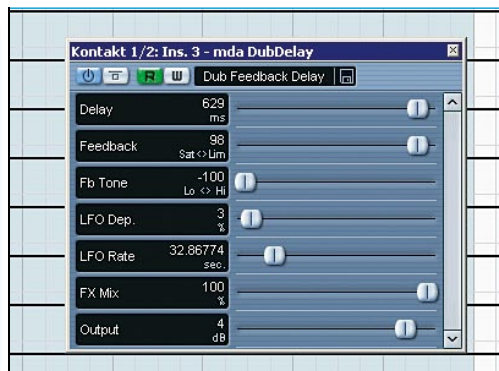 Kontakt 1/2: Ins. 3 - mda DubDelay
R W Dub Feedback Delay
Delay 629
ms
Feedback 98
Sat<>Lim
Fb Tone -100
Lo <> Hi
LFO Dep. 3
%
LFO Rate 32.86774
sec.
FX Mix 100
%
Output 4
dB